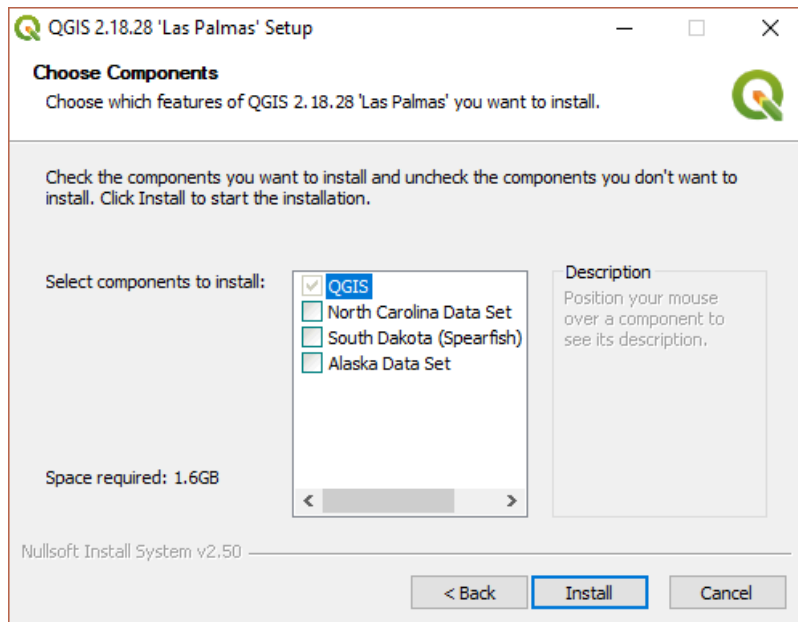 QGIS 2.18.28 'Las Palmas' Setup
Choose Components
Choose which features of QGIS 2.18.28 'Las Palmas' you want to install.
Check the components you want to install and uncheck the components you don't want to
install. Click Install to start the installation.
Select components to install:
QGIS
North Carolina Data Set
South Dakota (Spearfish)
Alaska Data Set
Description
Position your mouse
over a component to
see its description.
Space required: 1.6GB
Nullsoft Install System v2.50
< Back
Install
Cancel